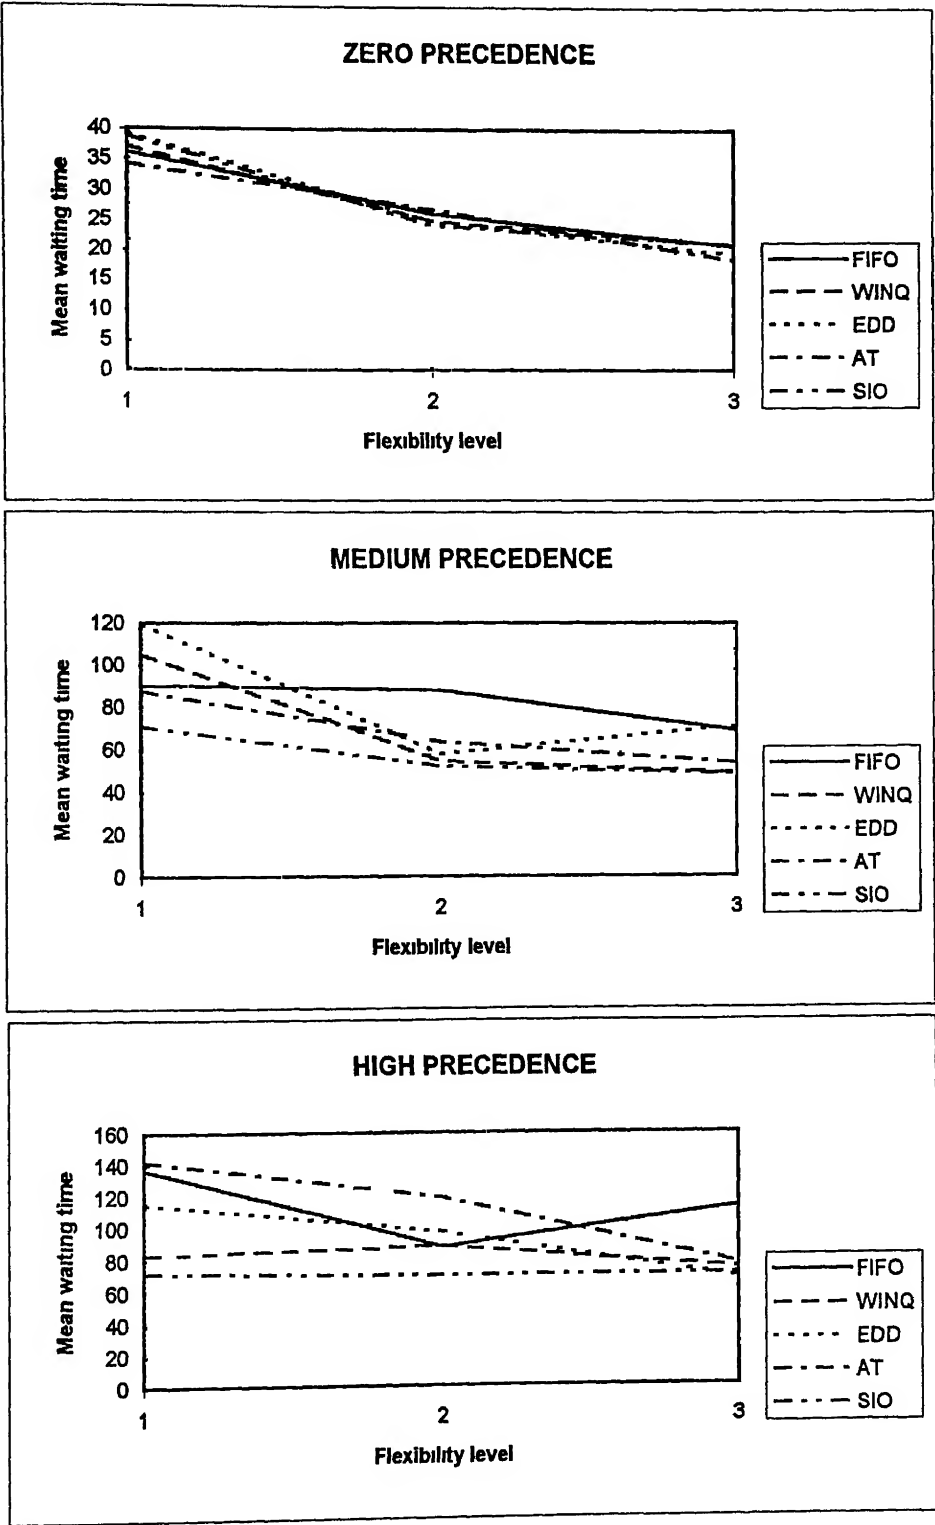 ZERO PRECEDENCE
40
35
30
25
20
15
10
5
0
Mean waiting time
1
2
3
Flexibility level
FIFO
WINQ
EDD
AT
SIO
MEDIUM PRECEDENCE
120
100
80
60
40
20
0
Mean waiting time
1
2
3
Flexibility level
FIFO
WINQ
EDD
AT
SIO
HIGH PRECEDENCE
160
140
120
100
80
60
40
20
0
Mean waiting time
1
2
3
Flexibility level
FIFO
WINQ
EDD
AT
SIO